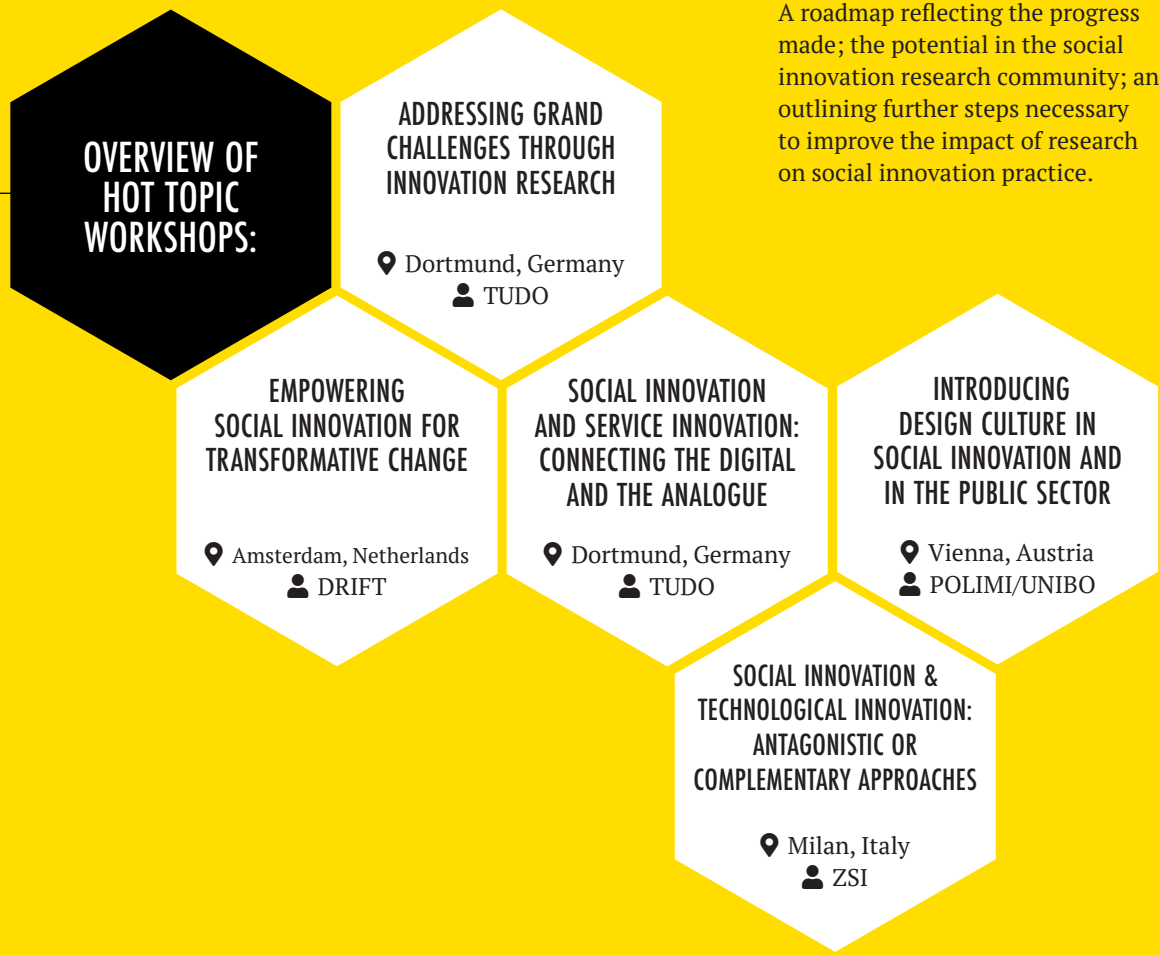 A roadmap reflecting the progress
made; the potential in the social
innovation research community; an
outlining further steps necessary
to improve the impact of research
on social innovation practice.
OVERVIEW OF
HOT TOPIC
WORKSHOPS:
ADDRESSING GRAND
CHALLENGES THROUGH
INNOVATION RESEARCH
Dortmund, Germany
TUDO
EMPOWERING
SOCIAL INNOVATION FOR
TRANSFORMATIVE CHANGE
Amsterdam, Netherlands
DRIFT
SOCIAL INNOVATION
AND SERVICE INNOVATION:
CONNECTING THE DIGITAL
AND THE ANALOGUE
Dortmund, Germany
TUDO
INTRODUCING
DESIGN CULTURE IN
SOCIAL INNOVATION AND
IN THE PUBLIC SECTOR
Vienna, Austria
POLIMI/UNIBO
SOCIAL INNOVATION &
TECHNOLOGICAL INNOVATION:
ANTAGONISTIC OR
COMPLEMENTARY APPROACHES
Milan, Italy
ZSI